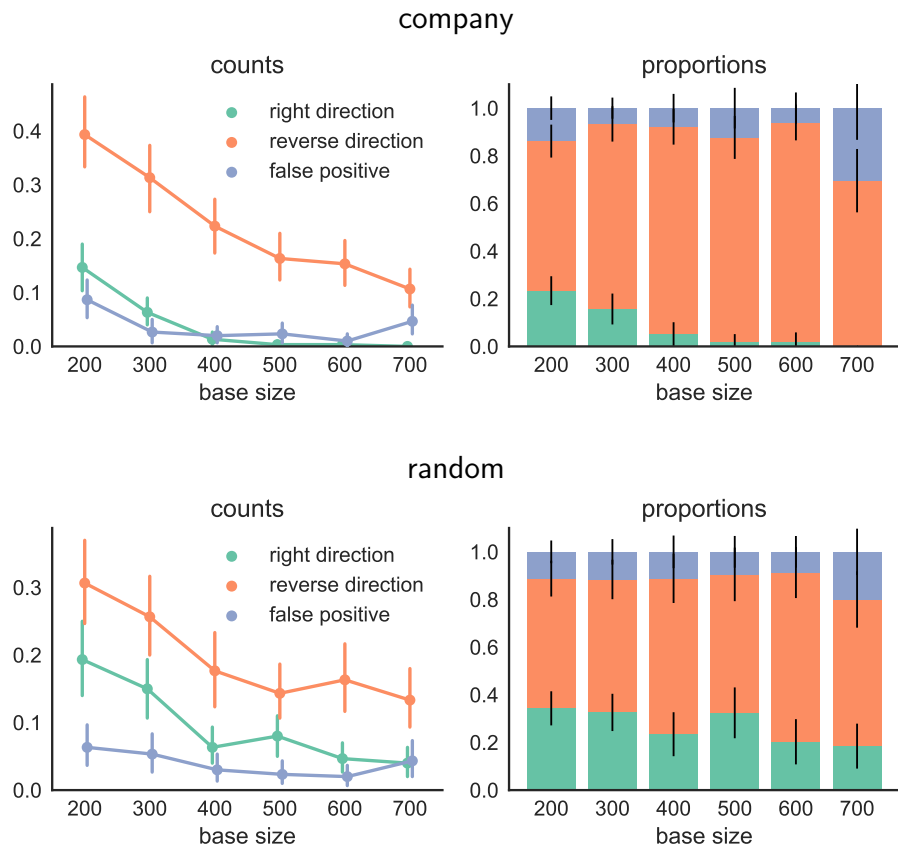 company
counts
proportions
right direction
reverse direction
false positive
0.4
0.3
0.2
0.1
0.0
200 300 400 500 600 700
base size
1.0
0.8
0.6
0.4
0.2
0.0
200 300 400 500 600 700
base size
random
counts
proportions
right direction
reverse direction
false positive
0.3
0.2
0.1
0.0
200 300 400 500 600 700
base size
1.0
0.8
0.6
0.4
0.2
0.0
200 300 400 500 600 700
base size